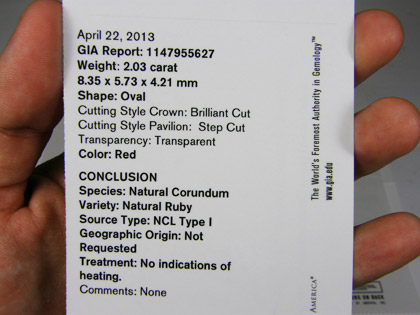 April 22, 2013
GIA Report: 1147955627
Weight: 2.03 carat
8.35 x 5.73 x 4.21 mm
Shape: Oval
Cutting Style Crown: Brilliant Cut
Cutting Style Pavilion: Step Cut
Transparency: Transparent
Color: Red
CONCLUSION
Species: Natural Corundum
Variety: Natural Ruby
Source Type: NCL Type I
Geographic Origin: Not
Requested
Treatment: No indications of
heating.
Comments: None
The World's Foremost Authority in Gemology™
www.gia.edu
AMERICA®